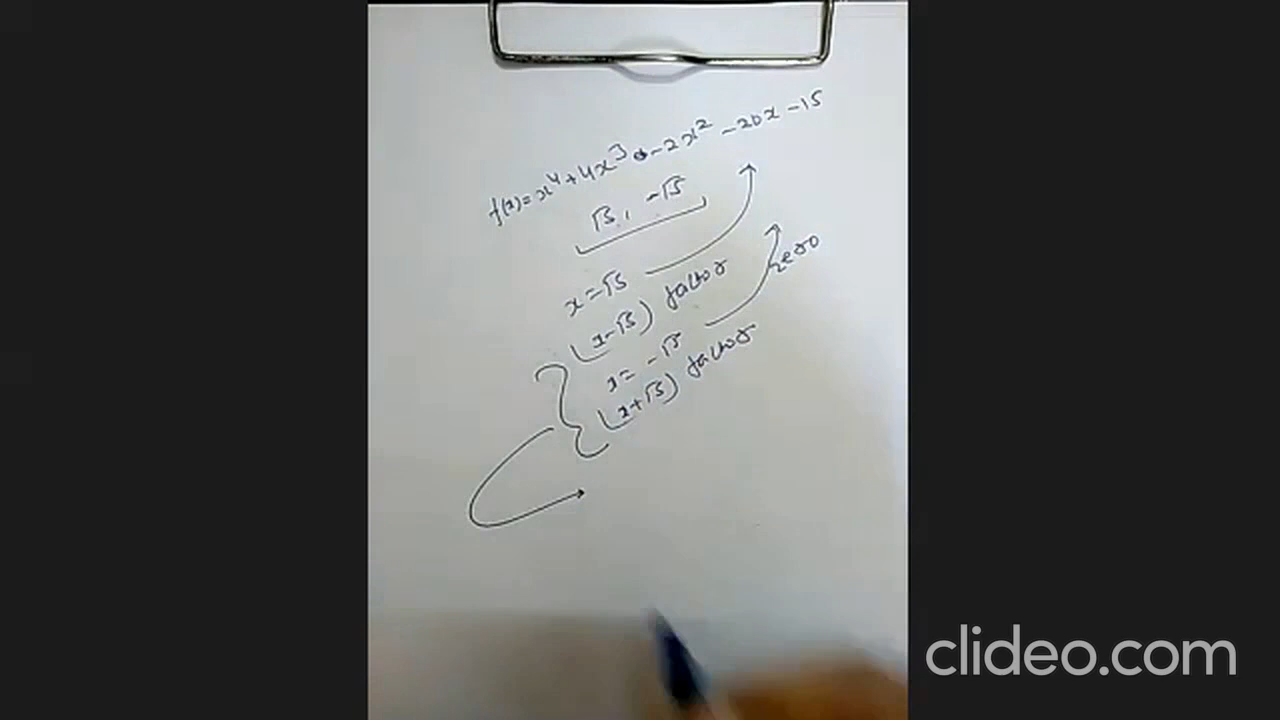 f(x) = x⁴ + 4x³ - 2x² - 20x - 15
√5, -√5
x = √5
(x - √5) factor
zero
x = -√5
(x + √5) factor
clideo.com